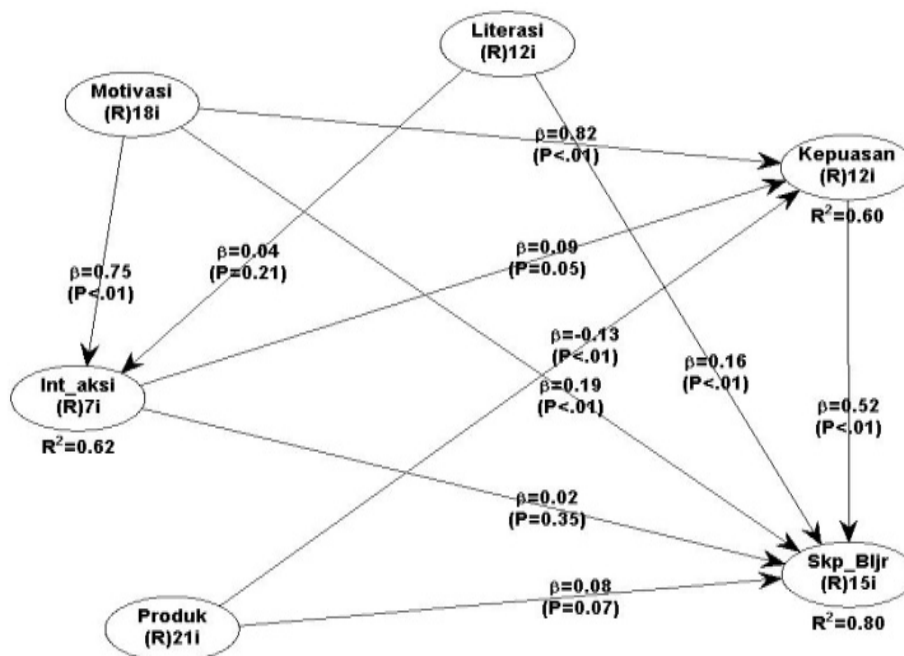 Literasi
(R)12i
Motivasi
(R)18i
β=0.82
(P<.01)
Kepuasan
(R)12i
R²=0.60
β=0.04
(P=0.21)
β=0.09
(P=0.05)
β=0.75
(P<.01)
β=-0.13
(P<.01)
β=0.16
(P<.01)
Int_aksi
(R)7i
R²=0.62
β=0.19
(P<.01)
β=0.52
(P<.01)
β=0.02
(P=0.35)
Skp_Bljr
(R)15i
R²=0.80
β=0.08
(P=0.07)
Produk
(R)21i